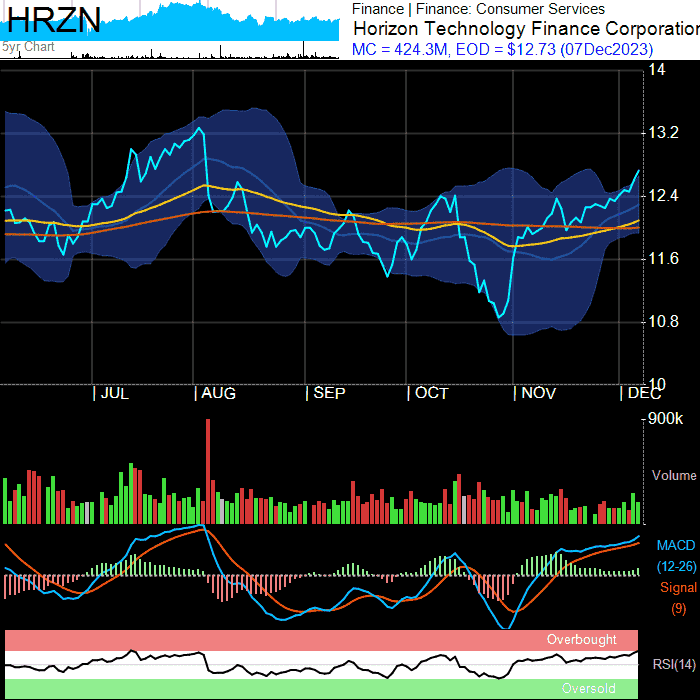 HRZN
5yr Chart
Finance | Finance: Consumer Services
Horizon Technology Finance Corporation
MC = 424.3M, EOD = $12.73 (07Dec2023)
14
13.2
12.4
11.6
10.8
10
JUL
AUG
SEP
OCT
NOV
DEC
900k
Volume
MACD
(12-26)
Signal
(9)
Overbought
RSI(14)
Oversold